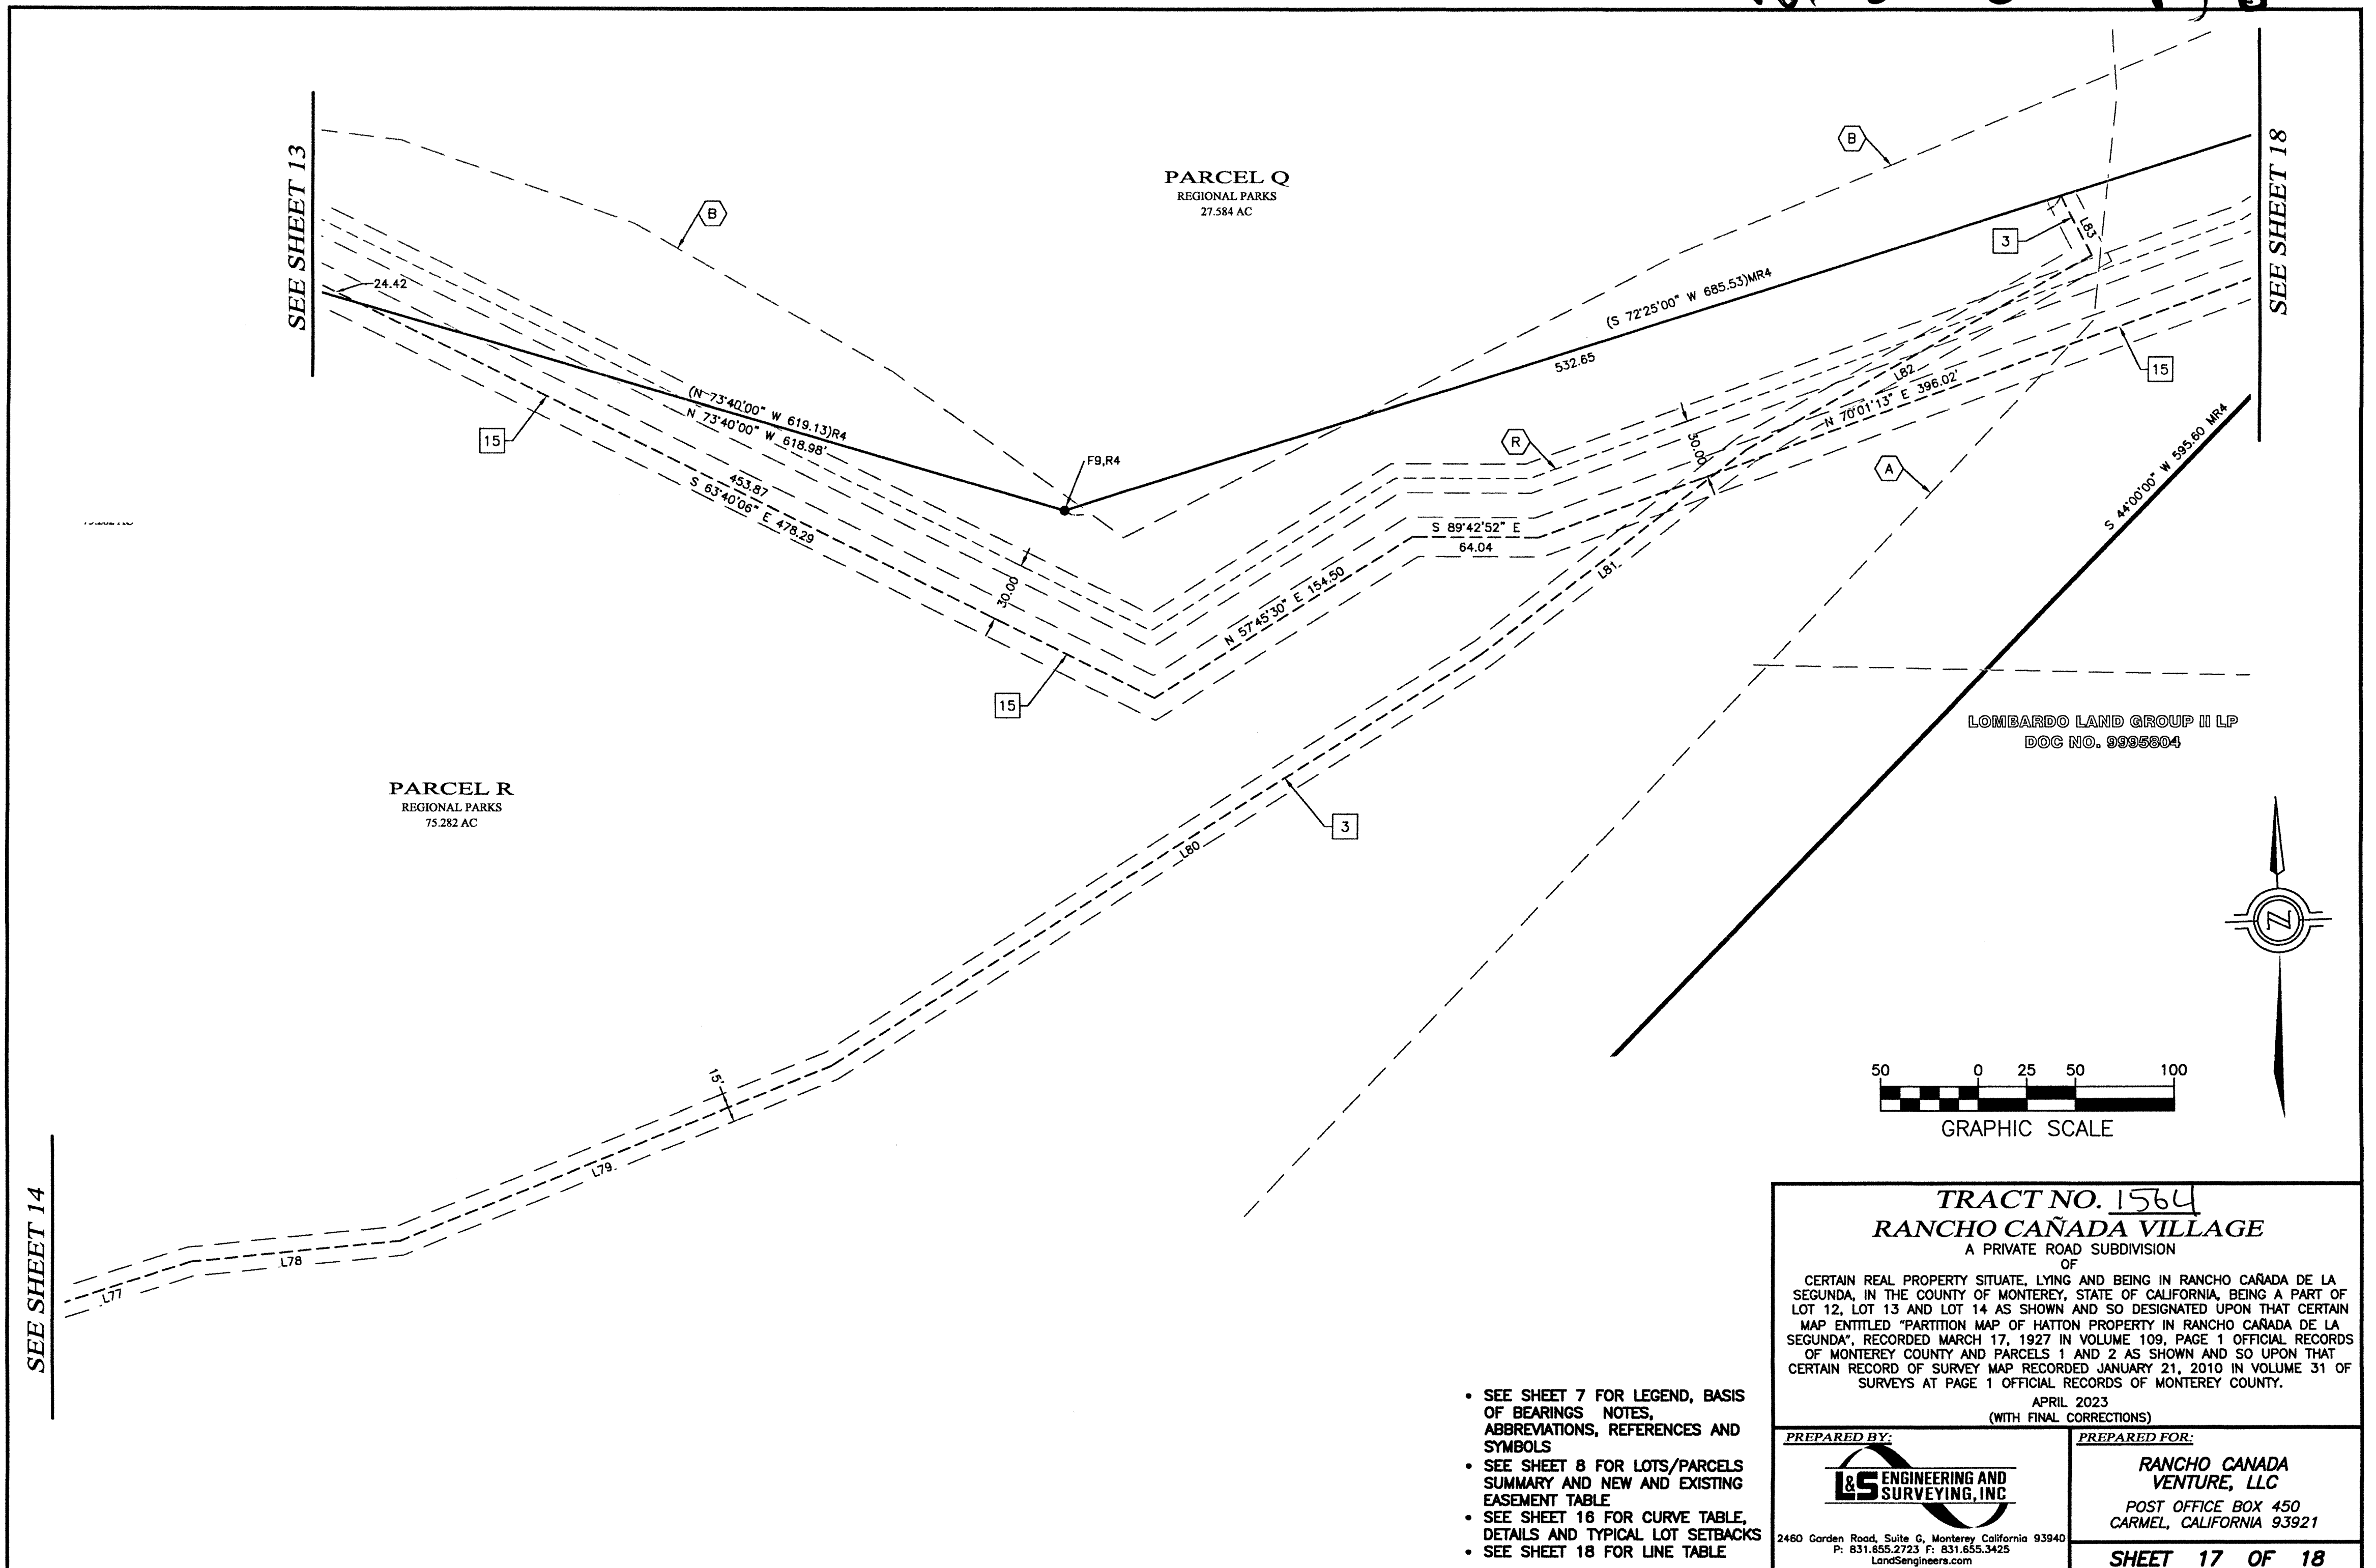 SEE SHEET 13
PARCEL Q
REGIONAL PARKS
27.584 AC
B
B
SEE SHEET 18
3
L83
24.42
(S 72°25'00" W 685.53)MR4
532.65
(N 73°40'00" W 619.13)R4
N 73°40'00" W 618.98'
15
F9,R4
R
30.00
L82
N 70°01'13" E 396.02'
15
A
S 44°00'00" W 595.60 MR4
453.87
S 63°40'06" E 478.29
S 89°42'52" E
64.04
30.00
N 57°45'30" E 154.50
L81
15
LOMBARDO LAND GROUP II LP
DOC NO. 9995804
PARCEL R
REGIONAL PARKS
75.282 AC
3
L80
15'
L79
L78
L77
SEE SHEET 14
Z
50 0 25 50 100
GRAPHIC SCALE
TRACT NO. 1564
RANCHO CAÑADA VILLAGE
A PRIVATE ROAD SUBDIVISION
OF
CERTAIN REAL PROPERTY SITUATE, LYING AND BEING IN RANCHO CAÑADA DE LA
SEGUNDA, IN THE COUNTY OF MONTEREY, STATE OF CALIFORNIA, BEING A PART OF
LOT 12, LOT 13 AND LOT 14 AS SHOWN AND SO DESIGNATED UPON THAT CERTAIN
MAP ENTITLED "PARTITION MAP OF HATTON PROPERTY IN RANCHO CAÑADA DE LA
SEGUNDA", RECORDED MARCH 17, 1927 IN VOLUME 109, PAGE 1 OFFICIAL RECORDS
OF MONTEREY COUNTY AND PARCELS 1 AND 2 AS SHOWN AND SO UPON THAT
CERTAIN RECORD OF SURVEY MAP RECORDED JANUARY 21, 2010 IN VOLUME 31 OF
SURVEYS AT PAGE 1 OFFICIAL RECORDS OF MONTEREY COUNTY.
APRIL 2023
(WITH FINAL CORRECTIONS)
• SEE SHEET 7 FOR LEGEND, BASIS
OF BEARINGS NOTES,
ABBREVIATIONS, REFERENCES AND
SYMBOLS
• SEE SHEET 8 FOR LOTS/PARCELS
SUMMARY AND NEW AND EXISTING
EASEMENT TABLE
• SEE SHEET 16 FOR CURVE TABLE,
DETAILS AND TYPICAL LOT SETBACKS
• SEE SHEET 18 FOR LINE TABLE
PREPARED BY:
L&S ENGINEERING AND
SURVEYING, INC
2460 Garden Road, Suite G, Monterey California 93940
P: 831.655.2723 F: 831.655.3425
LandSengineers.com
PREPARED FOR:
RANCHO CANADA
VENTURE, LLC
POST OFFICE BOX 450
CARMEL, CALIFORNIA 93921
SHEET 17 OF 18